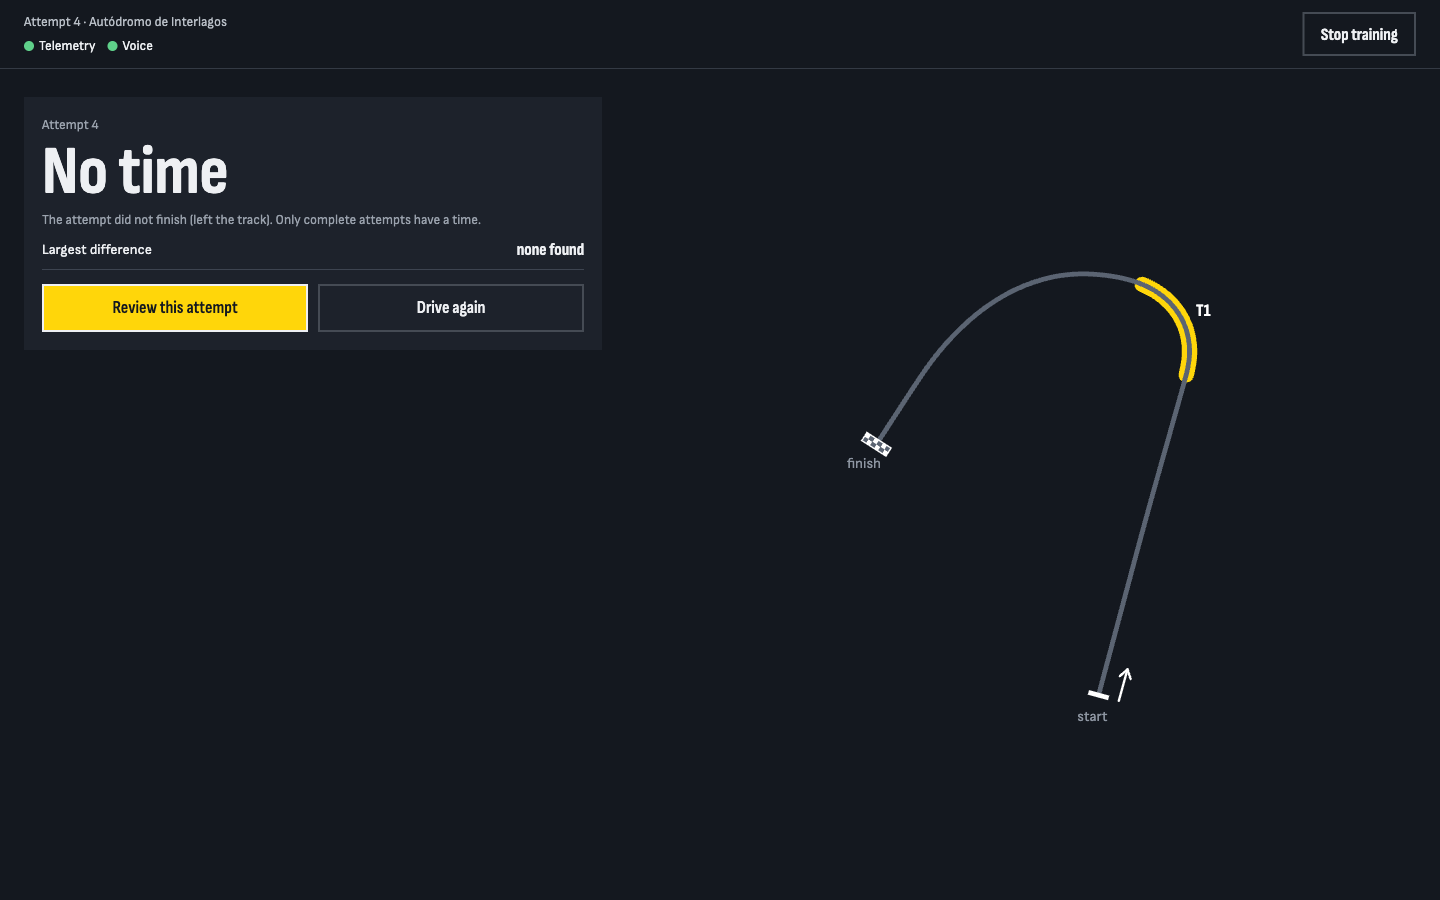 Attempt 4 · Autódromo de Interlagos
Telemetry Voice
Stop training
Attempt 4
No time
The attempt did not finish (left the track). Only complete attempts have a time.
Largest difference none found
Review this attempt
Drive again
T1
finish
start